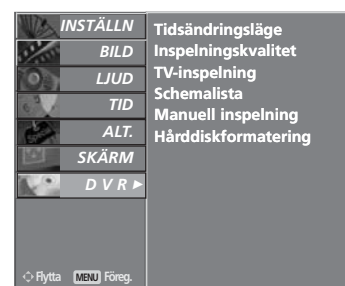 INSTÄLLN
BILD
LJUD
TID
ALT.
SKÄRM
D V R
Tidsändringsläge
Inspelningskvalitet
TV-inspelning
Schemalista
Manuell inspelning
Hårddiskformatering
Flytta MENU Föreg.